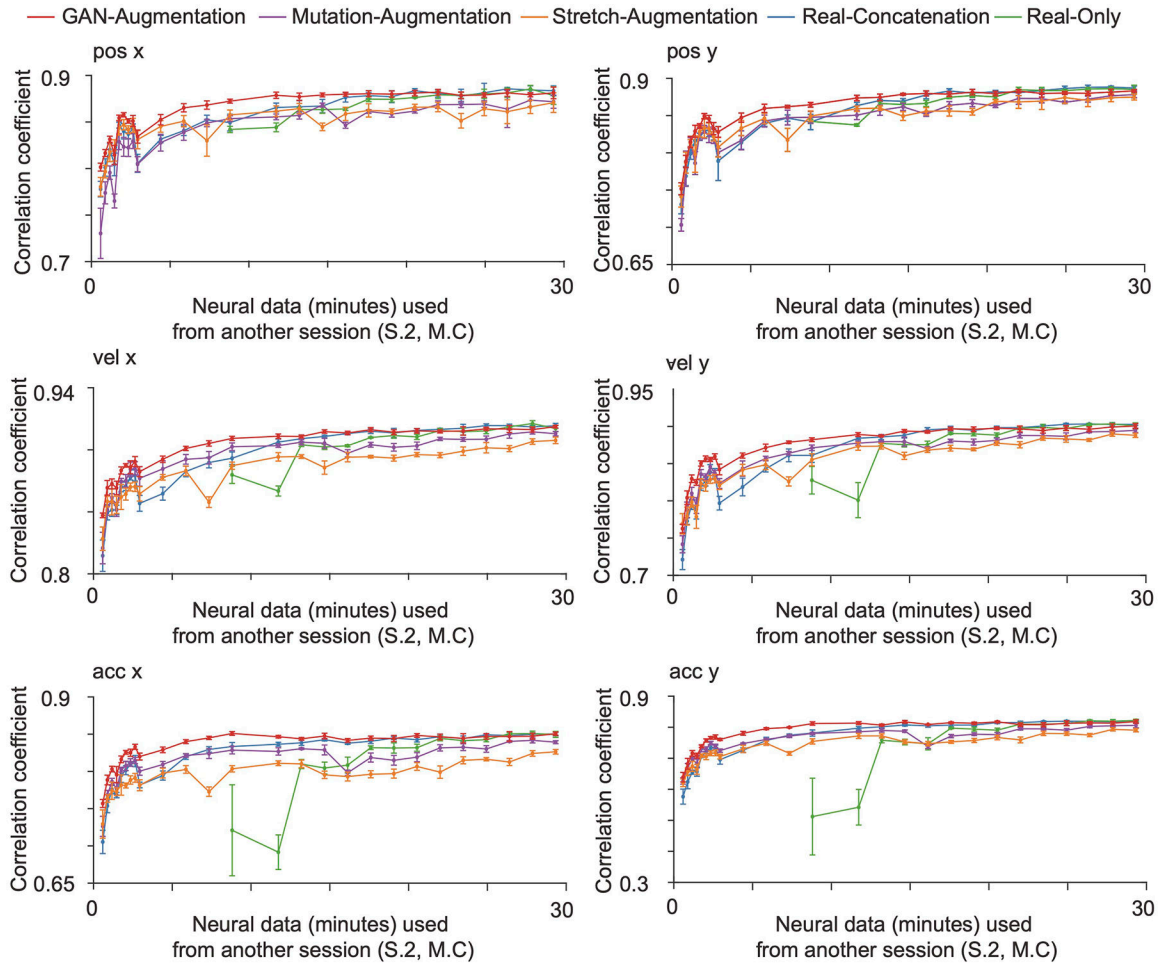 GAN-Augmentation Mutation-Augmentation Stretch-Augmentation Real-Concatenation Real-Only
pos x
0.9
Correlation coefficient
0.7
0
30
Neural data (minutes) used
from another session (S.2, M.C)
pos y
0.9
Correlation coefficient
0.65
0
30
Neural data (minutes) used
from another session (S.2, M.C)
vel x
0.94
Correlation coefficient
0.8
0
30
Neural data (minutes) used
from another session (S.2, M.C)
vel y
0.95
Correlation coefficient
0.7
0
30
Neural data (minutes) used
from another session (S.2, M.C)
acc x
0.9
Correlation coefficient
0.65
0
30
Neural data (minutes) used
from another session (S.2, M.C)
acc y
0.9
Correlation coefficient
0.3
0
30
Neural data (minutes) used
from another session (S.2, M.C)